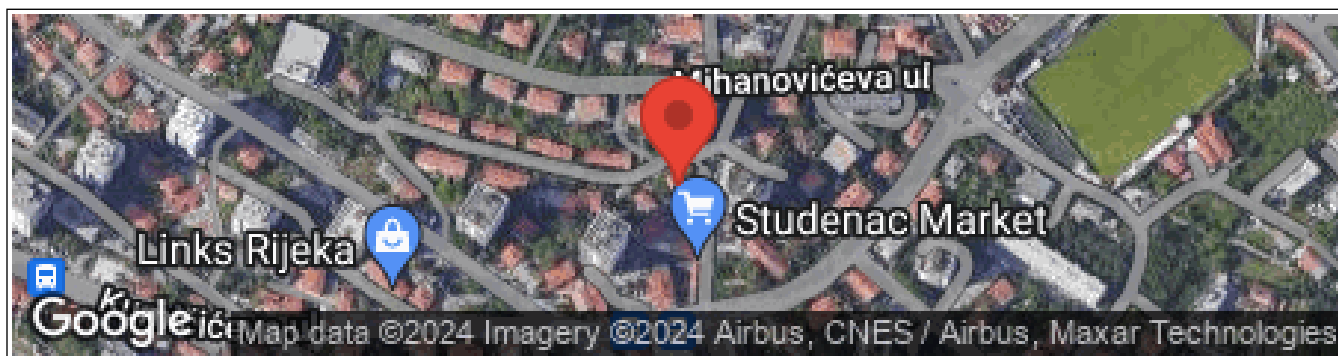 Mihanovićeva ul
Studenac Market
Links Rijeka
Google
Map data ©2024 Imagery ©2024 Airbus, CNES / Airbus, Maxar Technologies